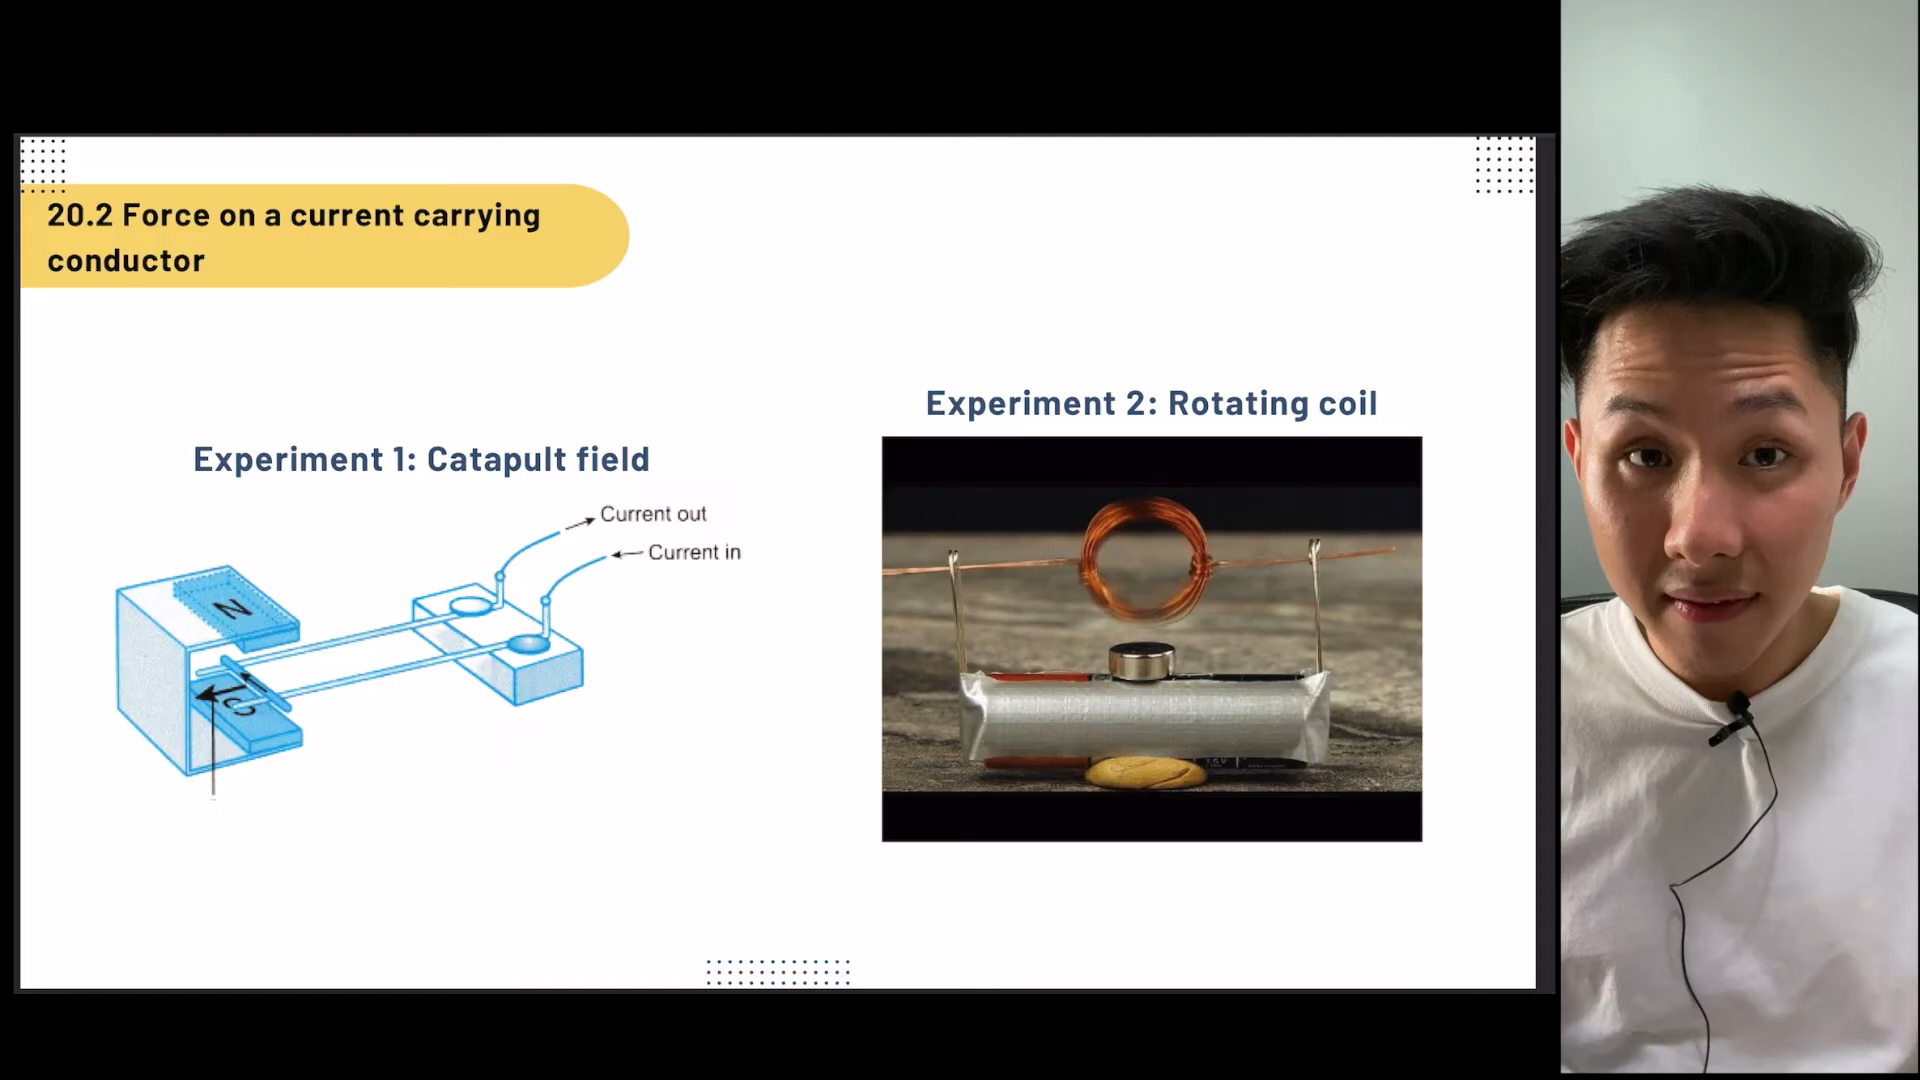 20.2 Force on a current carrying
conductor
Experiment 1: Catapult field
Current out
Current in
N
S
I
Experiment 2: Rotating coil